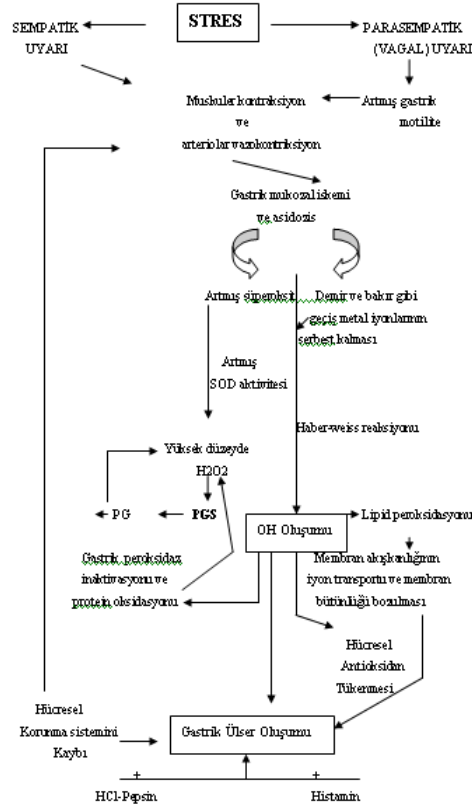 STRES
SEMPATİK
UYARI
PARASEMPATİK
(VAGAL) UYARI
Artmış gastrik
motilite
Muskuler kontraksiyon
ve
arteriolar vazokontriksiyon
Gastrik mukozal iskemi
ve asidozis
Artmış süperoksit
Demir ve bakır gibi
geçiş metal iyonlarının
serbest kalması
Artmış
SOD aktivitesi
Haber-weiss reaksiyonu
Yüksek düzeyde
H2O2
PG
PGS
OH Oluşumu
Lipid peroksidasyonu
Gastrik peroksidaz
inaktivasyonu ve
protein oksidasyonu
Membran akışkanlığının
iyon transportu ve membran
bütünlüğü bozulması
Hücresel
Antioksidan
Tükenmesi
Hücresel
Korunma sistemini
Kaybı
Gastrik Ülser Oluşumu
+
+
HCl-Pepsin
Histamin